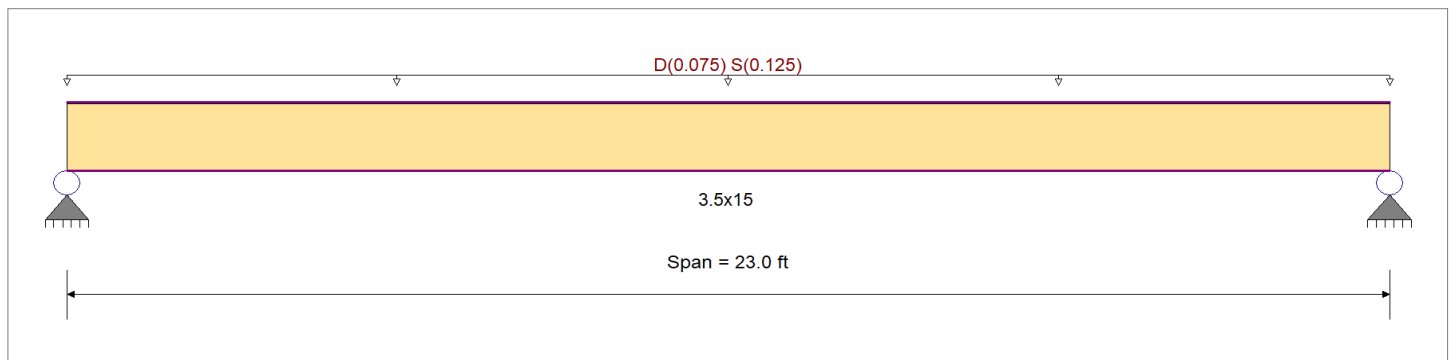 D(0.075) S(0.125)
3.5x15
Span = 23.0 ft